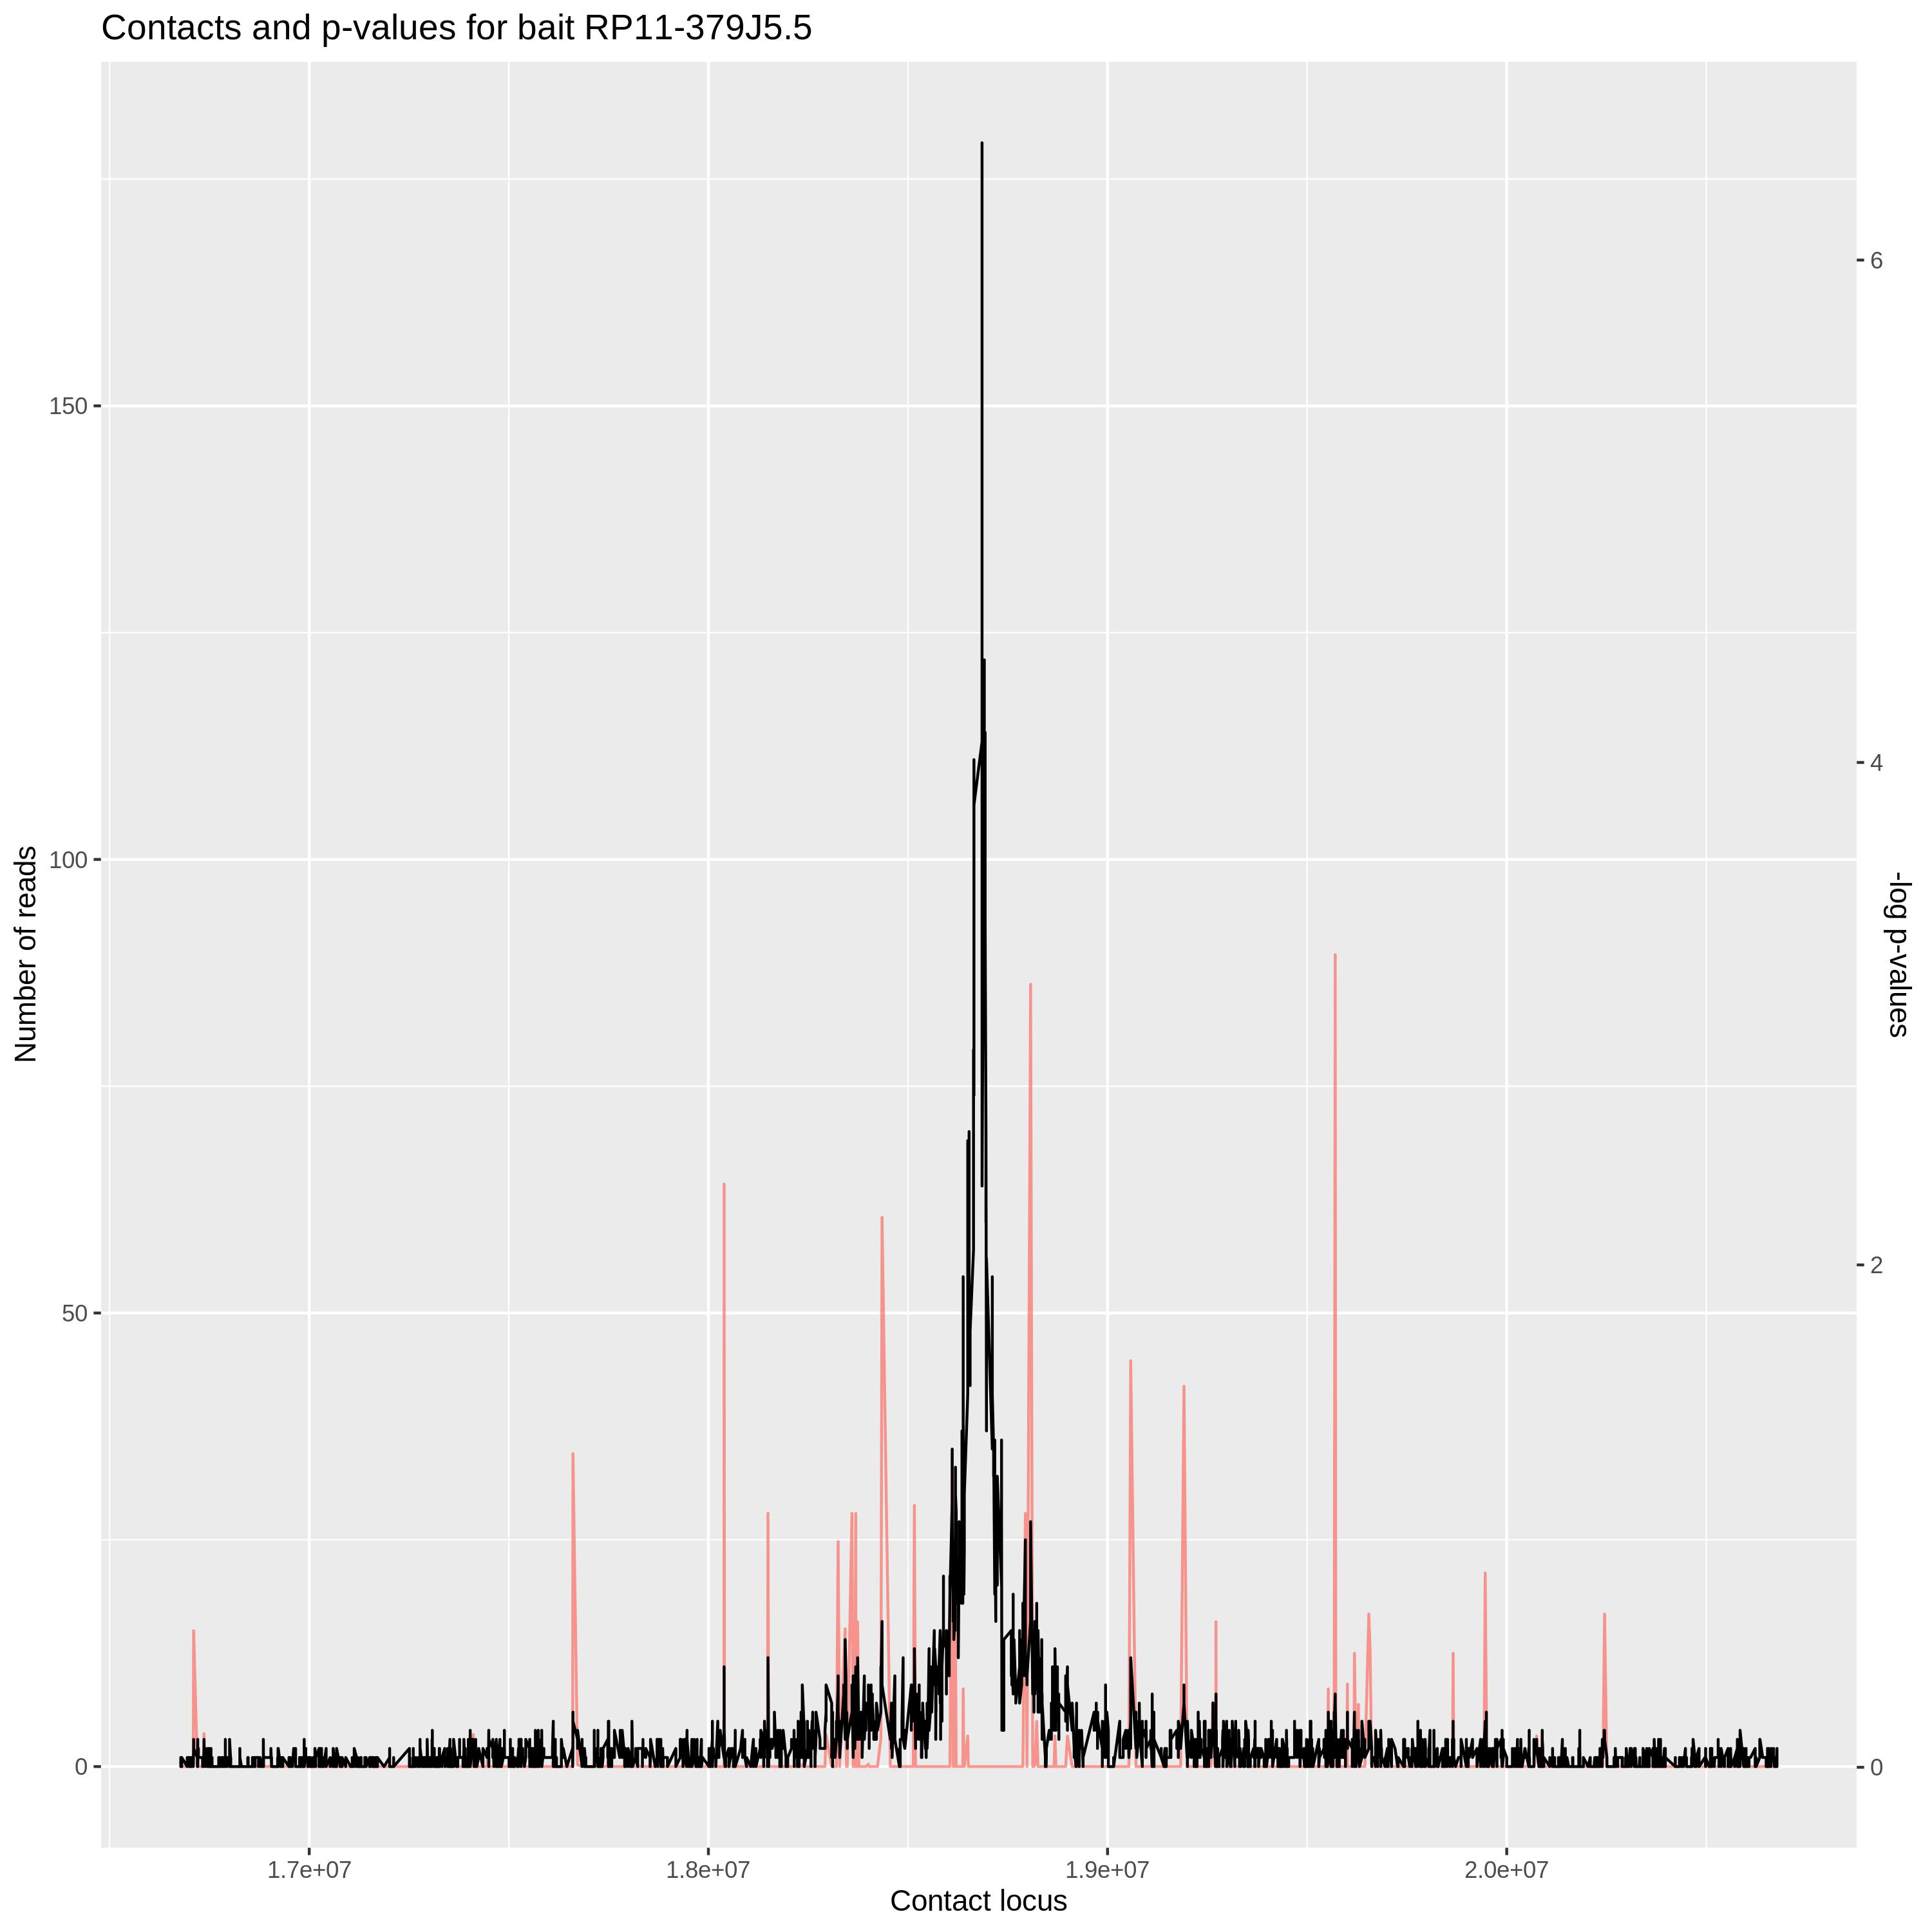 Contacts and p-values for bait RP11-379J5.5
Number of reads
150
100
50
0
6
4
2
0
-log p-values
1.7e+07
1.8e+07
1.9e+07
2.0e+07
Contact locus